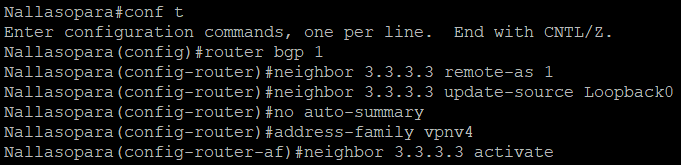 Nallasopara#conf t
Enter configuration commands, one per line.  End with CNTL/Z.
Nallasopara(config)#router bgp 1
Nallasopara(config-router)#neighbor 3.3.3.3 remote-as 1
Nallasopara(config-router)#neighbor 3.3.3.3 update-source Loopback0
Nallasopara(config-router)#no auto-summary
Nallasopara(config-router)#address-family vpnv4
Nallasopara(config-router-af)#neighbor 3.3.3.3 activate